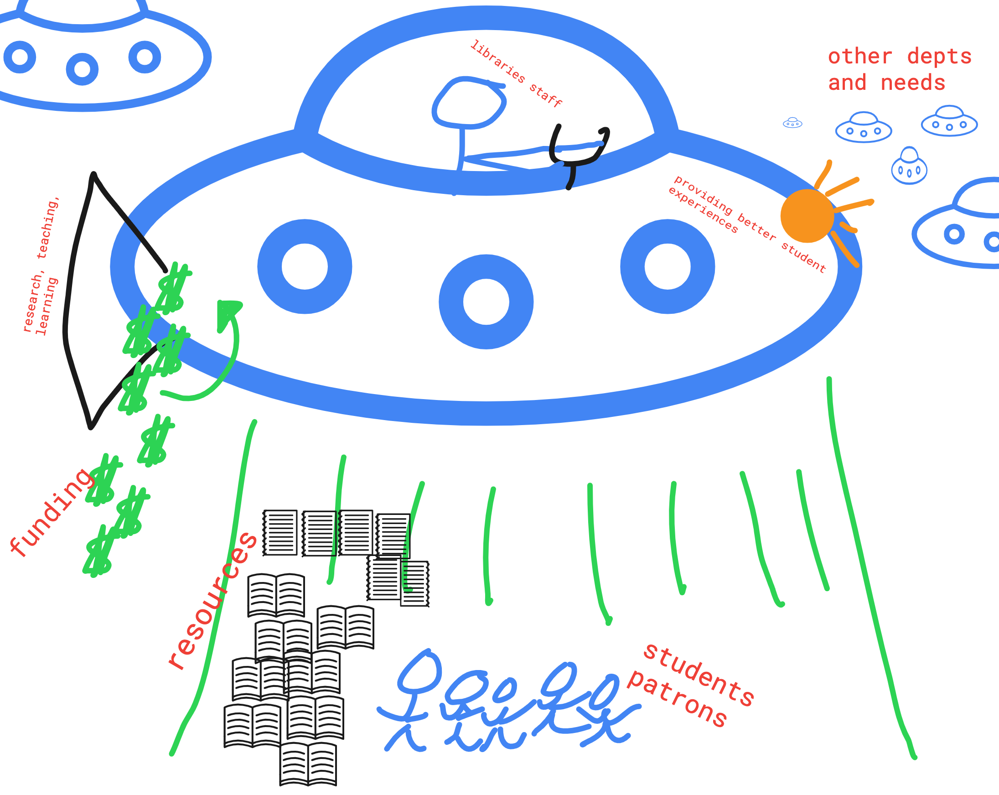 libraries staff
other depts
and needs
providing better student
experiences
research, teaching,
learning
funding
resources
students
patrons